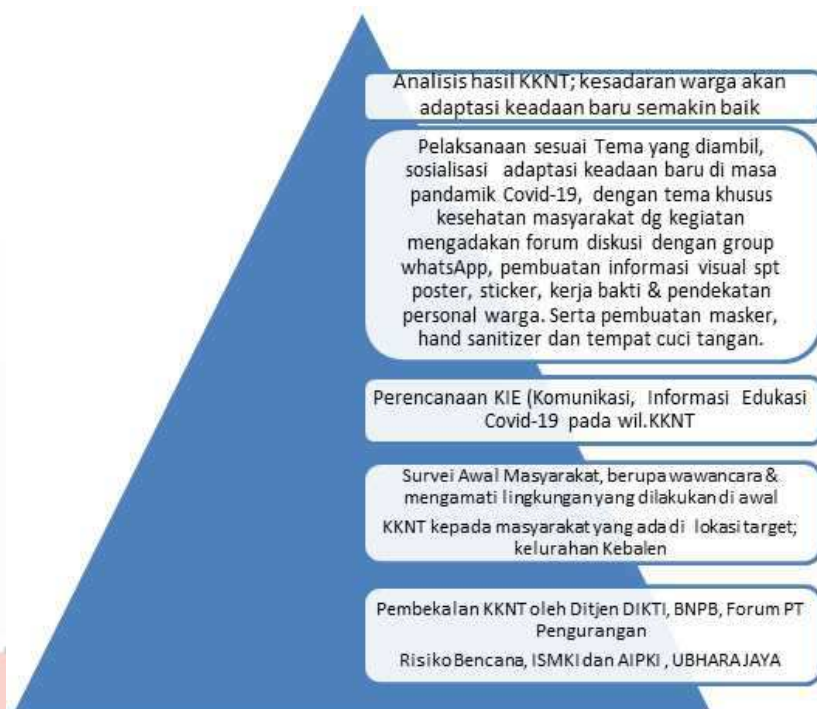 Analisis hasil KKNT; kesadaran warga akan
adaptasi keadaan baru semakin baik
Pelaksanaan sesuai Tema yang diambil,
sosialisasi adaptasi keadaan baru di masa
pandamik Covid-19, dengan tema khusus
kesehatan masyarakat dg kegiatan
mengadakan forum diskusi dengan group
whatsApp, pembuatan informasi visual spt
poster, sticker, kerja bakti & pendekatan
personal warga. Serta pembuatan masker,
hand sanitizer dan tempat cuci tangan.
Perencanaan KIE (Komunikasi, Informasi Edukasi
Covid-19 pada wil.KKNT
Survei Awal Masyarakat, berupa wawancara &
mengamati lingkungan yang dilakukan di awal
KKNT kepada masyarakat yang ada di lokasi target;
kelurahan Kebalen
Pembekalan KKNT oleh Ditjen DIKTI, BNPB, Forum PT
Pengurangan
Risiko Bencana, ISMKI dan AIPKI , UBHARA JAYA